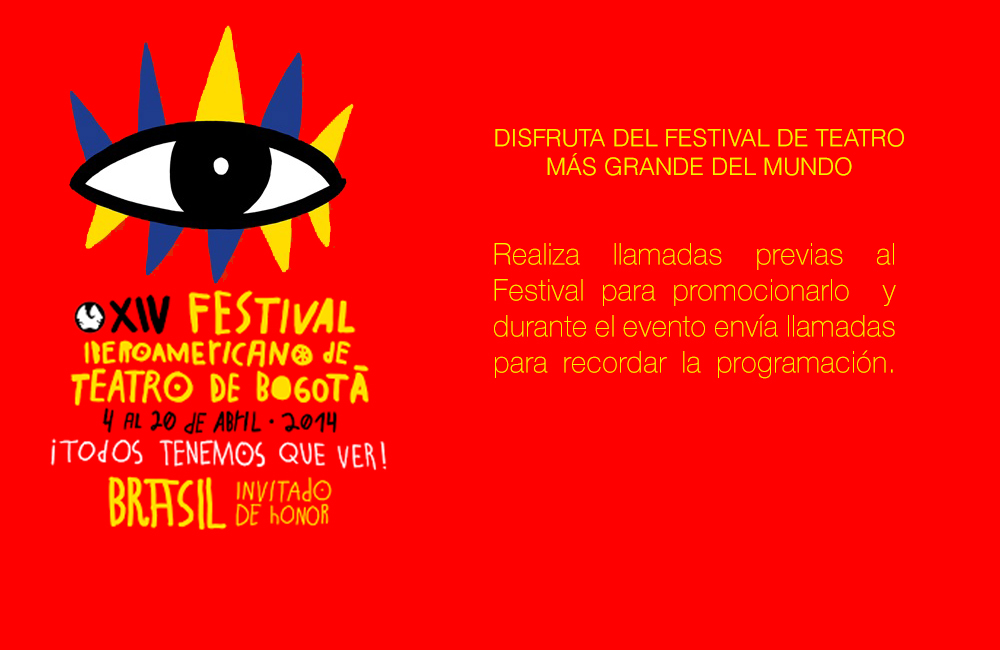 XIV FESTIVAL
IBEROAMERICANO de
TEATRO DE BOGOTÁ
4 AL 20 DE ABRIL · 2014
¡TODOS TENEMOS QUE VER!
BRASIL INVITADO
DE HONOR
DISFRUTA DEL FESTIVAL DE TEATRO
MÁS GRANDE DEL MUNDO
Realiza llamadas previas al
Festival para promocionarlo y
durante el evento envía llamadas
para recordar la programación.